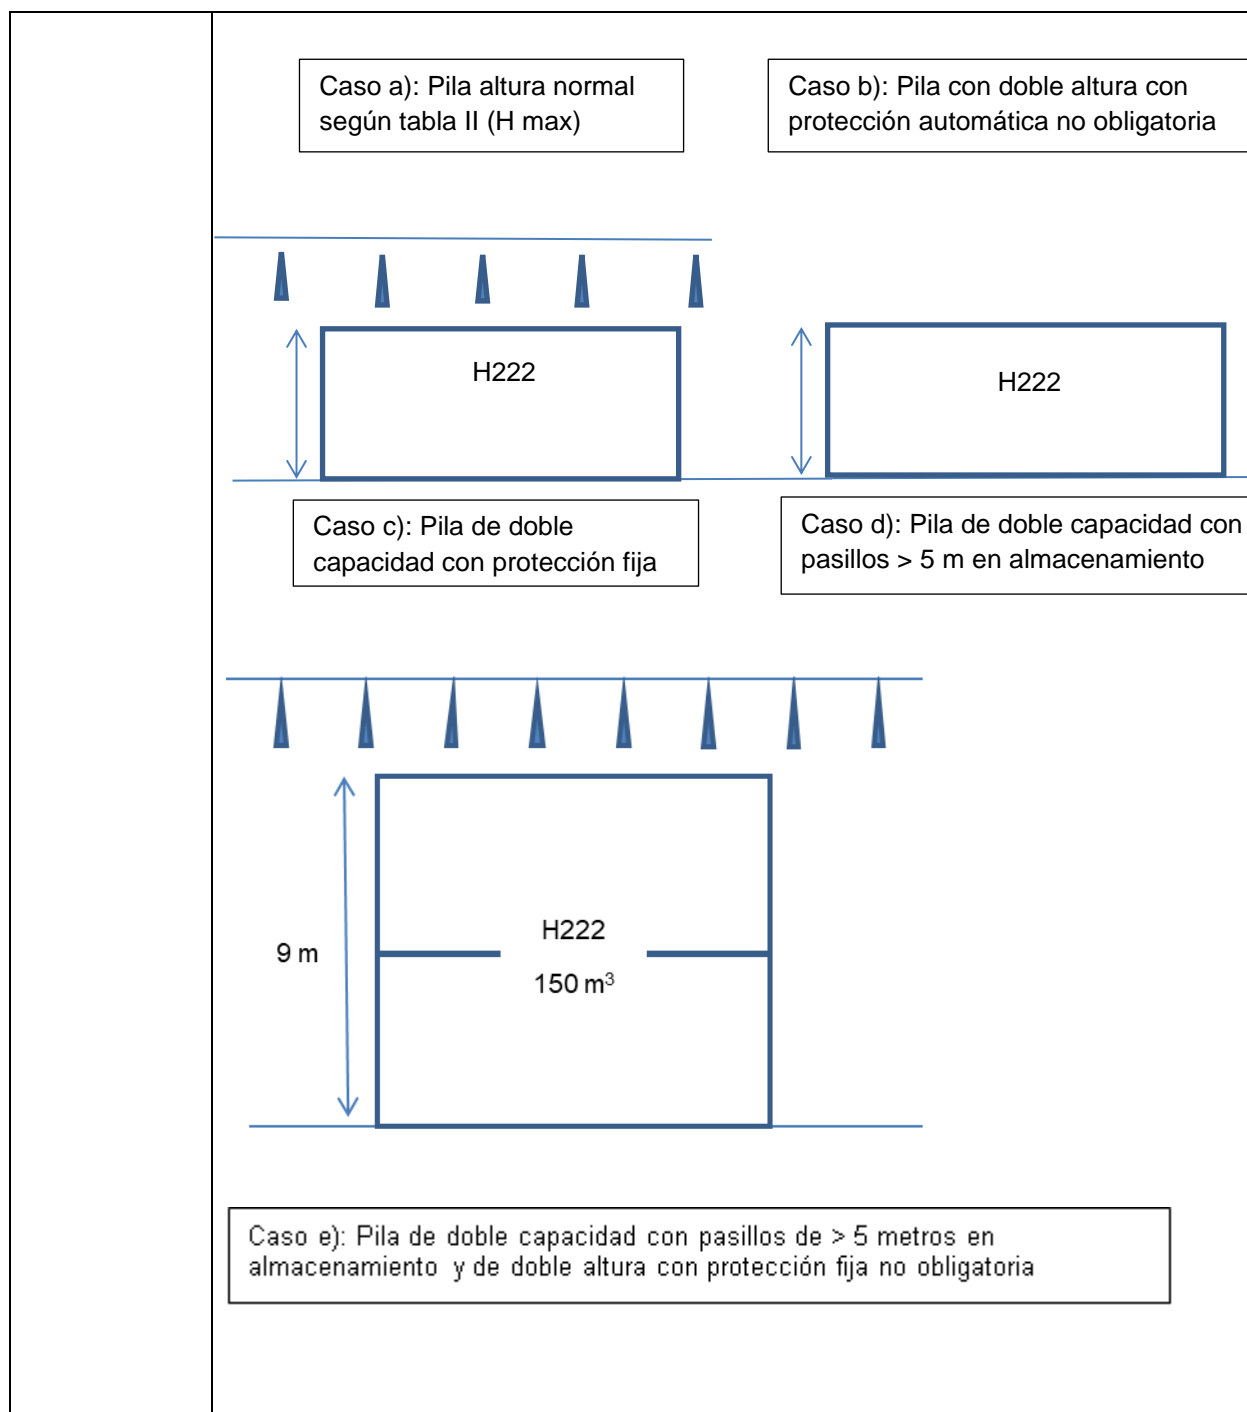 Caso a): Pila altura normal
según tabla II (H max)
Caso b): Pila con doble altura con
protección automática no obligatoria
H222
H222
Caso c): Pila de doble
capacidad con protección fija
Caso d): Pila de doble capacidad con
pasillos > 5 m en almacenamiento
9 m
H222
150 m³
Caso e): Pila de doble capacidad con pasillos de > 5 metros en
almacenamiento y de doble altura con protección fija no obligatoria